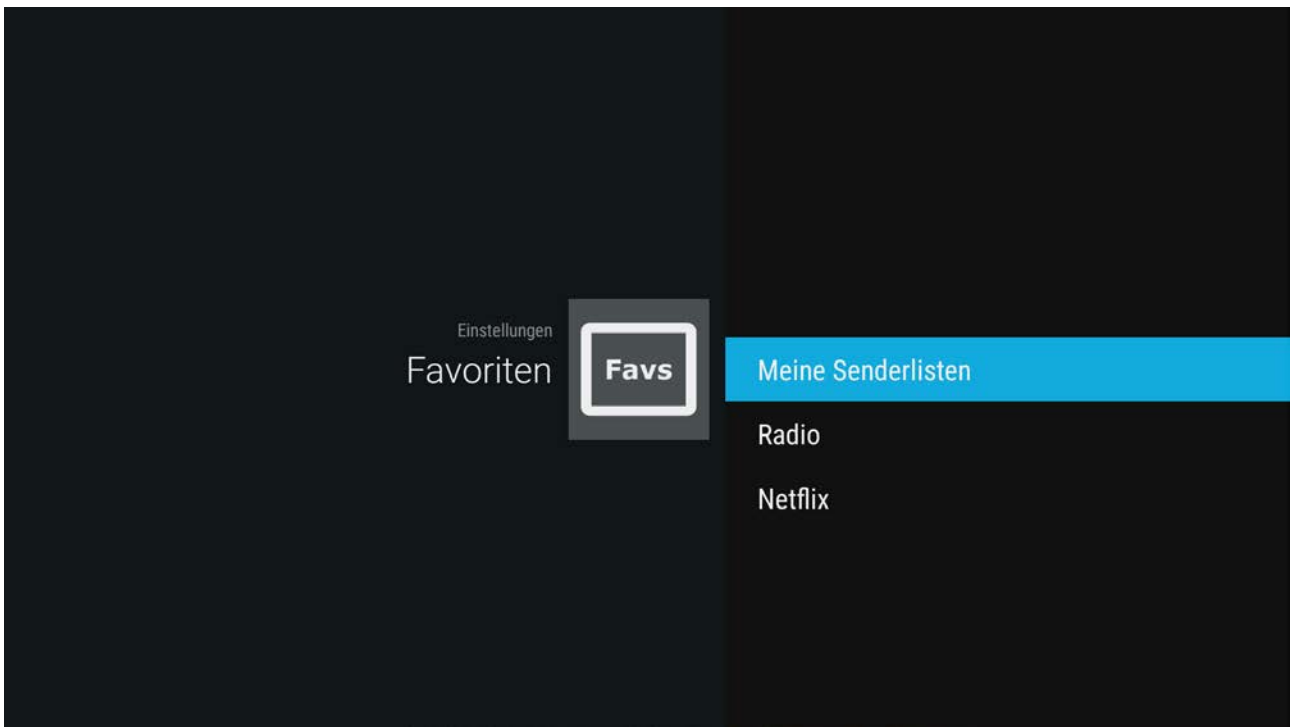 Einstellungen
Favoriten
Favs
Meine Senderlisten
Radio
Netflix